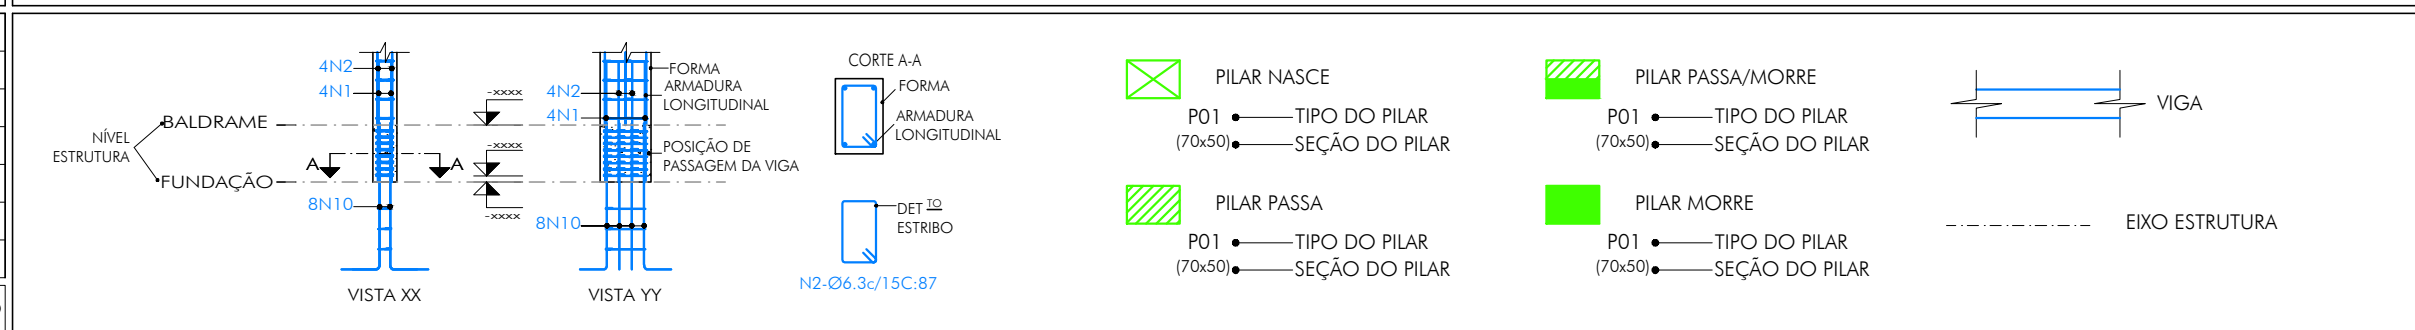 4N2
4N1
BALDRAME
NÍVEL
ESTRUTURA
A
A
FUNDAÇÃO
8N10
VISTA XX
-xxxx
-xxxx
-xxxx
FORMA
ARMADURA
LONGITUDINAL
4N2
4N1
POSIÇÃO DE
PASSAGEM DA VIGA
8N10
VISTA YY
CORTE A-A
FORMA
ARMADURA
LONGITUDINAL
DET TO
ESTRIBO
N2-Ø6.3c/15C:87
PILAR NASCE
P01 TIPO DO PILAR
(70x50) SEÇÃO DO PILAR
PILAR PASSA
P01 TIPO DO PILAR
(70x50) SEÇÃO DO PILAR
PILAR PASSA/MORRE
P01 TIPO DO PILAR
(70x50) SEÇÃO DO PILAR
PILAR MORRE
P01 TIPO DO PILAR
(70x50) SEÇÃO DO PILAR
VIGA
EIXO ESTRUTURA